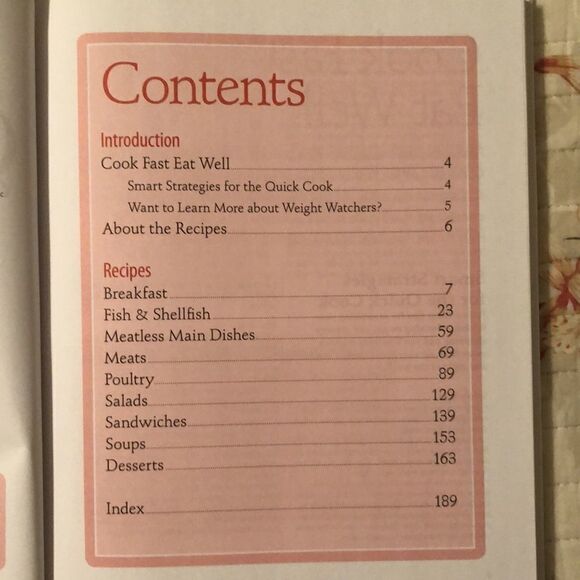 Contents
Introduction
Cook Fast Eat Well 4
Smart Strategies for the Quick Cook 4
Want to Learn More about Weight Watchers? 5
About the Recipes 6
Recipes
Breakfast 7
Fish & Shellfish 23
Meatless Main Dishes 59
Meats 69
Poultry 89
Salads 129
Sandwiches 139
Soups 153
Desserts 163
Index 189